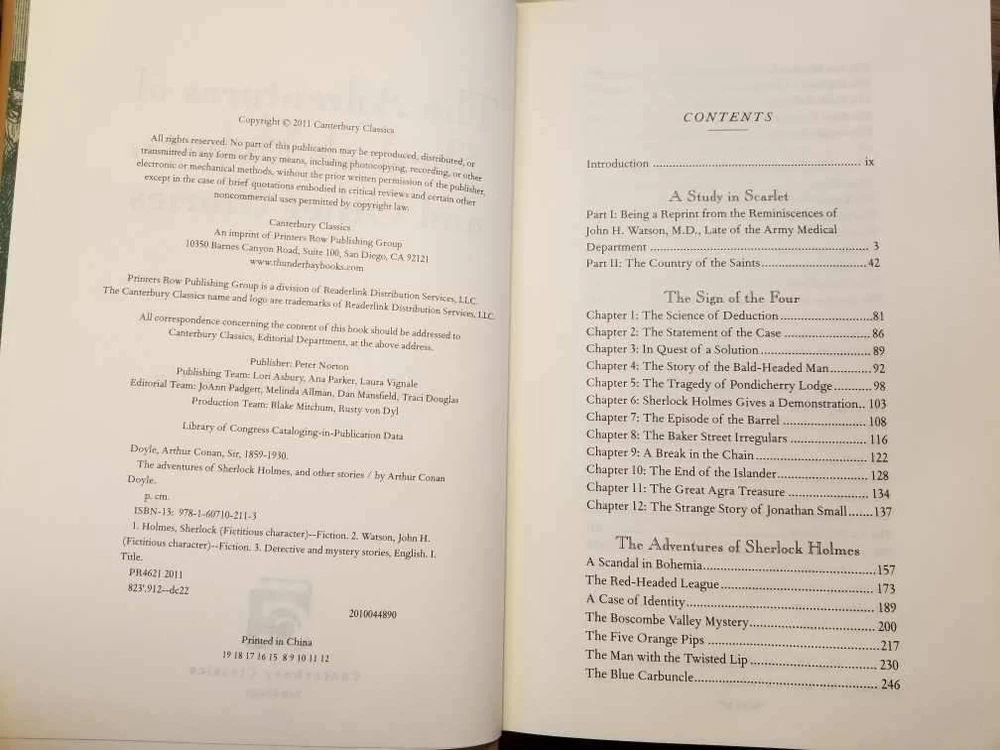 Copyright © 2011 Canterbury Classics
All rights reserved. No part of this publication may be reproduced, distributed, or
transmitted in any form or by any means, including photocopying, recording, or other
electronic or mechanical methods, without the prior written permission of the publisher,
except in the case of brief quotations embodied in critical reviews and certain other
noncommercial uses permitted by copyright law.
Canterbury Classics
An imprint of Printers Row Publishing Group
10350 Barnes Canyon Road, Suite 100, San Diego, CA 92121
www.thunderbaybooks.com
Printers Row Publishing Group is a division of Readerlink Distribution Services, LLC.
The Canterbury Classics name and logo are trademarks of Readerlink Distribution Services, LLC.
All correspondence concerning the content of this book should be addressed to
Canterbury Classics, Editorial Department, at the above address.
Publisher: Peter Norton
Publishing Team: Lori Asbury, Ana Parker, Laura Vignale
Editorial Team: JoAnn Padgett, Melinda Allman, Dan Mansfield, Traci Douglas
Production Team: Blake Mitchum, Rusty von Dyl
Library of Congress Cataloging-in-Publication Data
Doyle, Arthur Conan, Sir, 1859-1930.
The adventures of Sherlock Holmes, and other stories / by Arthur Conan
Doyle.
p. cm.
ISBN-13: 978-1-60710-211-3
1. Holmes, Sherlock (Fictitious character)--Fiction. 2. Watson, John H.
(Fictitious character)--Fiction. 3. Detective and mystery stories, English. I.
Title.
PR4621 2011
823'.912--dc22
2010044890
Printed in China
19 18 17 16 15 8 9 10 11 12
CONTENTS
Introduction ........ ix
A Study in Scarlet
Part I: Being a Reprint from the Reminiscences of
John H. Watson, M.D., Late of the Army Medical
Department ........ 3
Part II: The Country of the Saints........ 42
The Sign of the Four
Chapter 1: The Science of Deduction........81
Chapter 2: The Statement of the Case ........ 86
Chapter 3: In Quest of a Solution ........ 89
Chapter 4: The Story of the Bald-Headed Man........92
Chapter 5: The Tragedy of Pondicherry Lodge........ 98
Chapter 6: Sherlock Holmes Gives a Demonstration.. 103
Chapter 7: The Episode of the Barrel ........ 108
Chapter 8: The Baker Street Irregulars ........ 116
Chapter 9: A Break in the Chain ........ 122
Chapter 10: The End of the Islander........ 128
Chapter 11: The Great Agra Treasure ........ 134
Chapter 12: The Strange Story of Jonathan Small.......137
The Adventures of Sherlock Holmes
A Scandal in Bohemia........157
The Red-Headed League........ 173
A Case of Identity........ 189
The Boscombe Valley Mystery........ 200
The Five Orange Pips ........217
The Man with the Twisted Lip ........ 230
The Blue Carbuncle........ 246